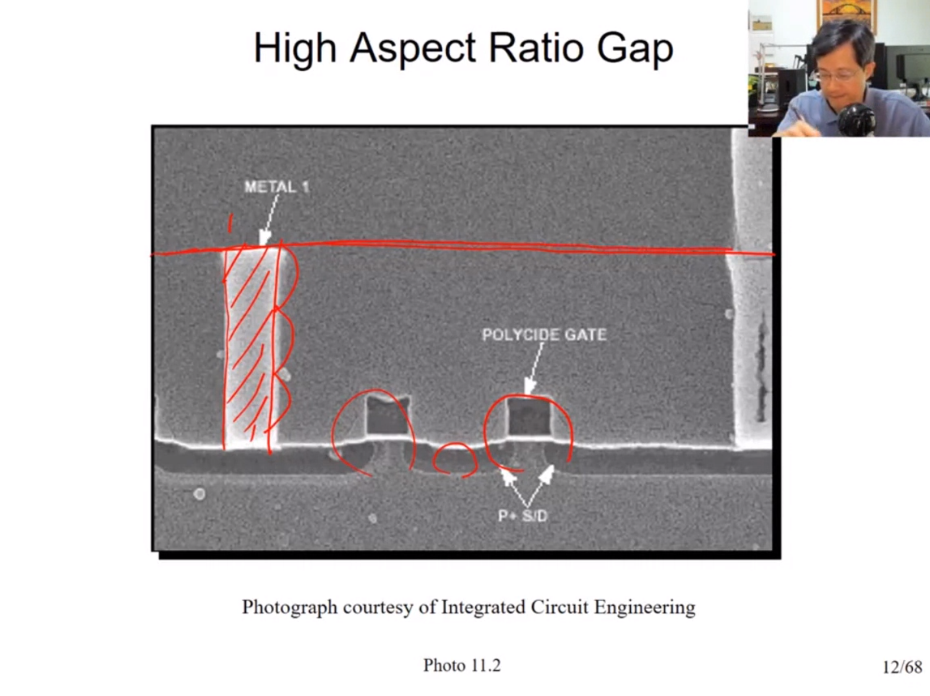 High Aspect Ratio Gap
METAL 1
POLYCIDE GATE
P+ S/D
Photograph courtesy of Integrated Circuit Engineering
Photo 11.2
12/68